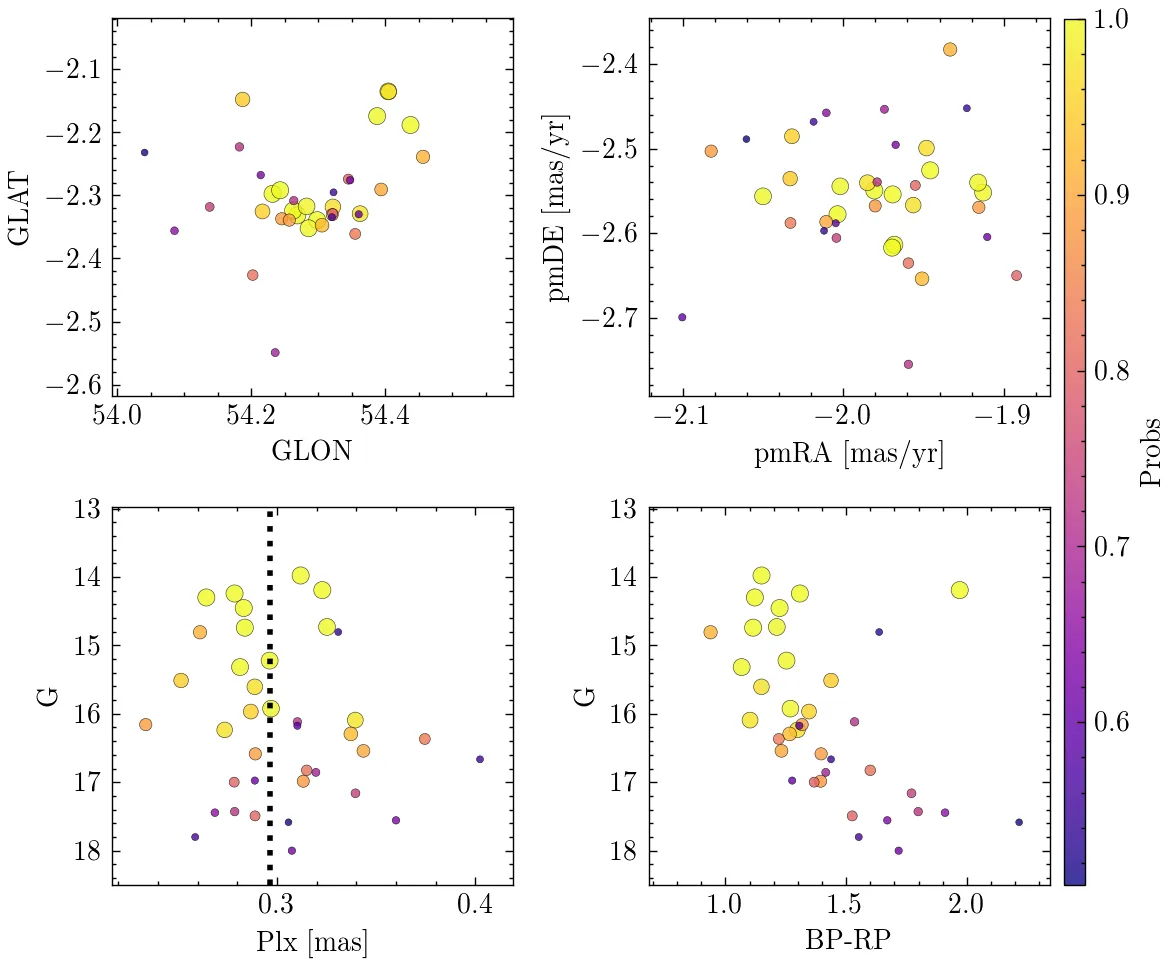 −2.1
−2.2
−2.3
−2.4
−2.5
−2.6
GLAT
54.0 54.2 54.4
GLON
−2.4
−2.5
−2.6
−2.7
pmDE [mas/yr]
−2.1 −2.0 −1.9
pmRA [mas/yr]
1.0
0.9
0.8
0.7
0.6
Probs
13
14
15
16
17
18
G
0.3 0.4
Plx [mas]
13
14
15
16
17
18
G
1.0 1.5 2.0
BP-RP